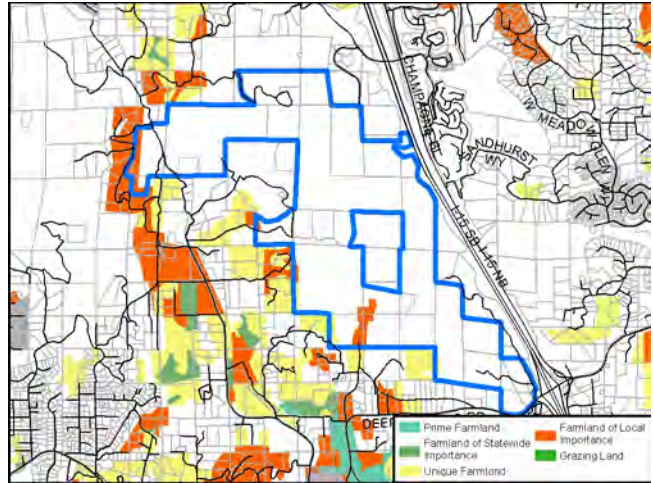 CHAMPAGNE BL
W MEADOW GLEN
SANDHURST
WY
I-15 SB I-15 NB
DEER
Prime Farmland
Farmland of Statewide
Importance
Unique Farmland
Farmland of Local
Importance
Grazing Land